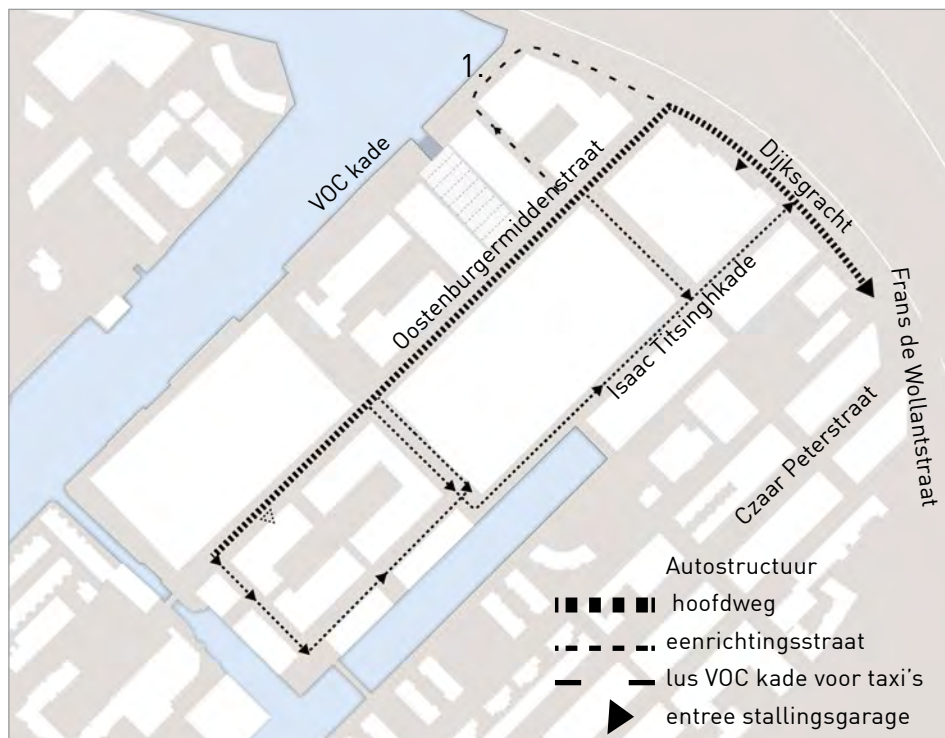 1.
VOC kade
Oostenburgermiddenstraat
Dijksgracht
Isaac Titsinghkade
Frans de Wollantstraat
Czaar Peterstraat
Autostructuur
hoofdweg
eenrichtingsstraat
lus VOC kade voor taxi's
entree stallingsgarage